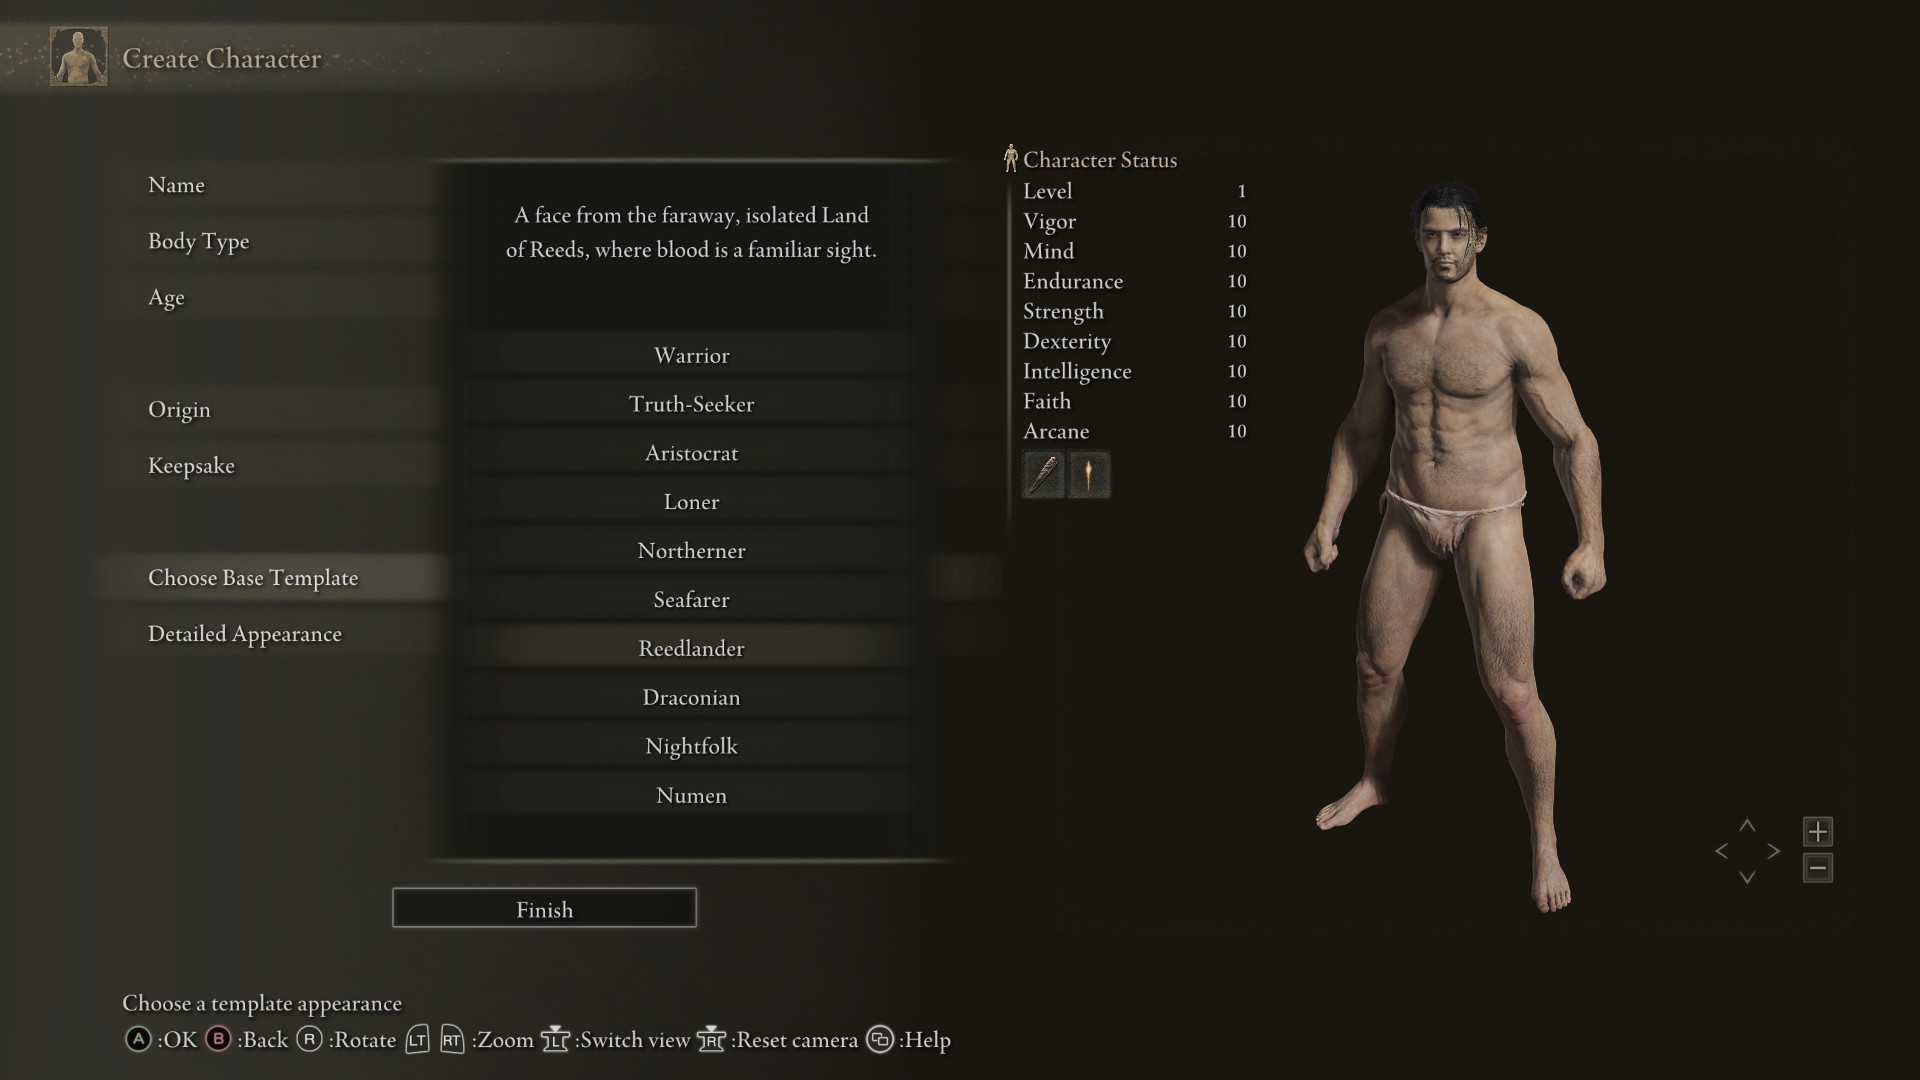 Create Character
Name
Body Type
Age
Origin
Keepsake
Choose Base Template
Detailed Appearance
A face from the faraway, isolated Land
of Reeds, where blood is a familiar sight.
Warrior
Truth-Seeker
Aristocrat
Loner
Northerner
Seafarer
Reedlander
Draconian
Nightfolk
Numen
Finish
Character Status
Level 1
Vigor 10
Mind 10
Endurance 10
Strength 10
Dexterity 10
Intelligence 10
Faith 10
Arcane 10
Choose a template appearance
A :OK B :Back R :Rotate LT RT :Zoom L :Switch view R :Reset camera :Help